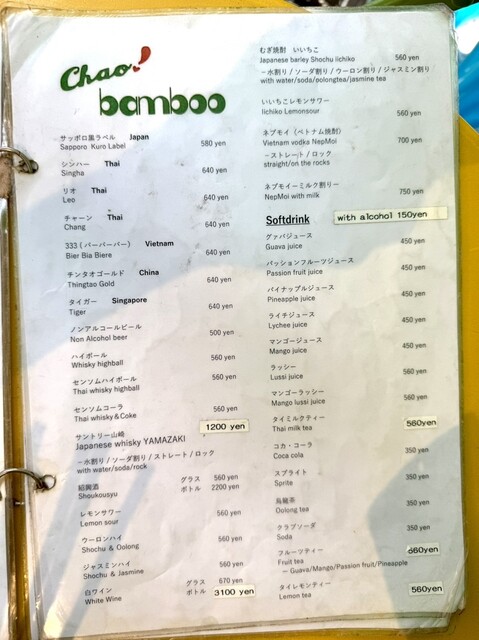 Chao!
bamboo
サッポロ黒ラベル Japan
Sapporo Kuro Label 580 yen
シンハー Thai
Singha 640 yen
リオ Thai
Leo 640 yen
チャーン Thai
Chang 640 yen
333（バーバーバー） Vietnam
Bier Bia Biere 640 yen
チンタオゴールド China
Thingtao Gold 640 yen
タイガー Singapore
Tiger 640 yen
ノンアルコールビール
Non Alcohol beer 500 yen
ハイボール
Whisky highball 560 yen
センソムハイボール
Thai whisky highball 560 yen
センソムコーラ
Thai whisky＆Coke 560 yen
サントリー山崎 1200 yen
Japanese whisky YAMAZAKI
－水割り / ソーダ割り / ストレート / ロック
with water/soda/rock
紹興酒 グラス 560 yen
Shoukousyu ボトル 2200 yen
レモンサワー
Lemon sour 560 yen
ウーロンハイ
Shochu & Oolong 560 yen
ジャスミンハイ
Shochu & Jasmine 560 yen
白ワイン グラス 670 yen
White Wine ボトル 3100 yen
むぎ焼酎 いいちこ
Japanese barley Shochu iichiko 560 yen
－水割り / ソーダ割り / ウーロン割り / ジャスミン割り
with water/soda/oolongtea/jasmine tea
いいちこレモンサワー
Iichiko Lemonsour 560 yen
ネプモイ（ベトナム焼酎）
Vietnam vodka NepMoi 700 yen
－ストレート / ロック
straight/on the rocks
ネプモイーミルク割りー
NepMoi with milk 750 yen
Softdrink with alcohol 150yen
グァバジュース
Guava juice 450 yen
パッションフルーツジュース
Passion fruit juice 450 yen
パイナップルジュース
Pineapple juice 450 yen
ライチジュース
Lychee juice 450 yen
マンゴージュース
Mango juice 450 yen
ラッシー
Lussi juice 560 yen
マンゴーラッシー
Mango lussi juice 560 yen
タイミルクティー
Thai milk tea 560yen
コカ・コーラ
Coca cola 350 yen
スプライト
Sprite 350 yen
烏龍茶
Oolong tea 350 yen
クラブソーダ
Soda 350 yen
フルーツティー
Fruit tea 560yen
－ Guava/Mango/Passion fruit/Pineapple
タイレモンティー
Lemon tea 560yen